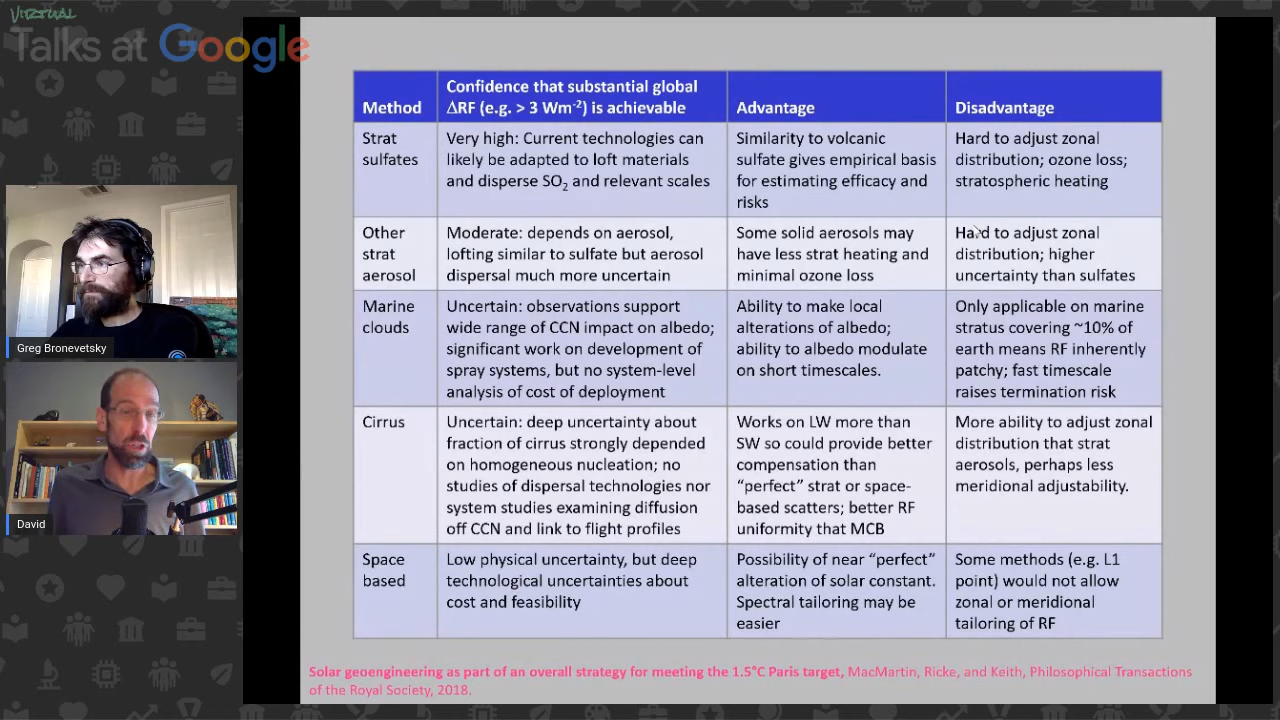 VIRTUAL
Talks at Google
Greg Bronevetsky
David
Method
Confidence that substantial global
ΔRF (e.g. > 3 Wm-2) is achievable
Advantage
Disadvantage
Strat
sulfates
Very high: Current technologies can
likely be adapted to loft materials
and disperse SO2 and relevant scales
Similarity to volcanic
sulfate gives empirical basis
for estimating efficacy and
risks
Hard to adjust zonal
distribution; ozone loss;
stratospheric heating
Other
strat
aerosol
Moderate: depends on aerosol,
lofting similar to sulfate but aerosol
dispersal much more uncertain
Some solid aerosols may
have less strat heating and
minimal ozone loss
Hard to adjust zonal
distribution; higher
uncertainty than sulfates
Marine
clouds
Uncertain: observations support
wide range of CCN impact on albedo;
significant work on development of
spray systems, but no system-level
analysis of cost of deployment
Ability to make local
alterations of albedo;
ability to albedo modulate
on short timescales.
Only applicable on marine
stratus covering ~10% of
earth means RF inherently
patchy; fast timescale
raises termination risk
Cirrus
Uncertain: deep uncertainty about
fraction of cirrus strongly depended
on homogeneous nucleation; no
studies of dispersal technologies nor
system studies examining diffusion
off CCN and link to flight profiles
Works on LW more than
SW so could provide better
compensation than
“perfect” strat or space-
based scatters; better RF
uniformity that MCB
More ability to adjust zonal
distribution that strat
aerosols, perhaps less
meridional adjustability.
Space
based
Low physical uncertainty, but deep
technological uncertainties about
cost and feasibility
Possibility of near “perfect”
alteration of solar constant.
Spectral tailoring may be
easier
Some methods (e.g. L1
point) would not allow
zonal or meridional
tailoring of RF
Solar geoengineering as part of an overall strategy for meeting the 1.5°C Paris target, MacMartin, Ricke, and Keith, Philosophical Transactions
of the Royal Society, 2018.